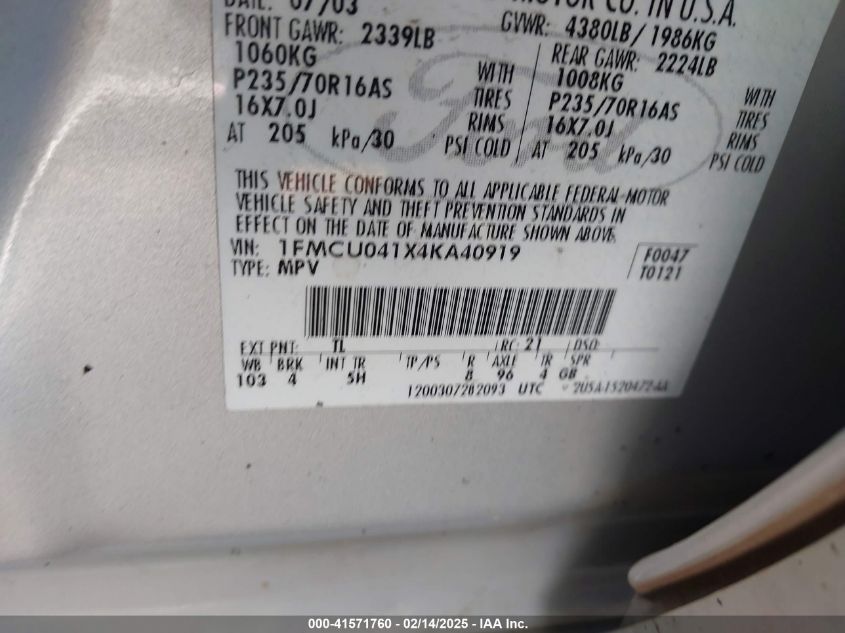 DATE: 07/03 MOTOR CO. IN U.S.A.
FRONT GAWR: 2339LB GVWR: 4380LB/1986KG
1060KG REAR GAWR: 2224LB
P235/70R16AS WITH 1008KG WITH
16X7.0J TIRES P235/70R16AS TIRES
AT 205 kPa/30 RIMS 16X7.0J RIMS
PSI COLD AT 205 kPa/30 PSI COLD
Ford
THIS VEHICLE CONFORMS TO ALL APPLICABLE FEDERAL MOTOR
VEHICLE SAFETY AND THEFT PREVENTION STANDARDS IN
EFFECT ON THE DATE OF MANUFACTURE SHOWN ABOVE.
VIN: 1FMCU041X4KA40919 F0047
TYPE: MPV T0121
EXT PNT: TL RC: 21 DSO:
WB BRK INT TR TP/PS R AXLE TR SPR
103 4 5H 8 96 4 GB
1200307282093 UTC
000-41571760 — 02/14/2025 — IAA Inc.